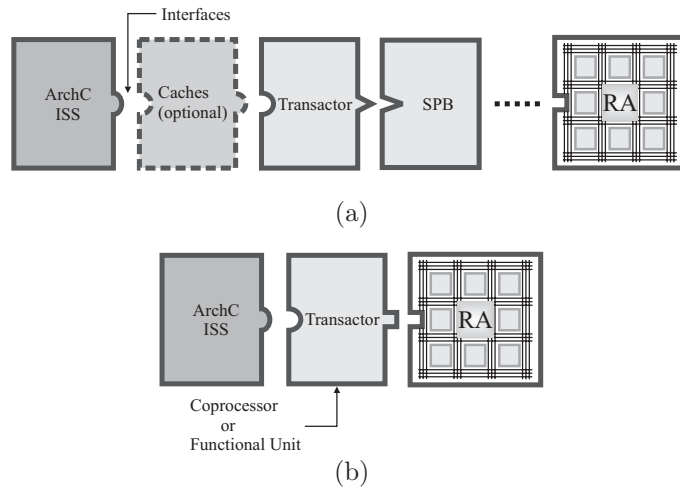 Interfaces
ArchC
ISS
Caches
(optional)
Transactor
SPB
RA
(a)
ArchC
ISS
Transactor
RA
Coprocessor
or
Functional Unit
(b)